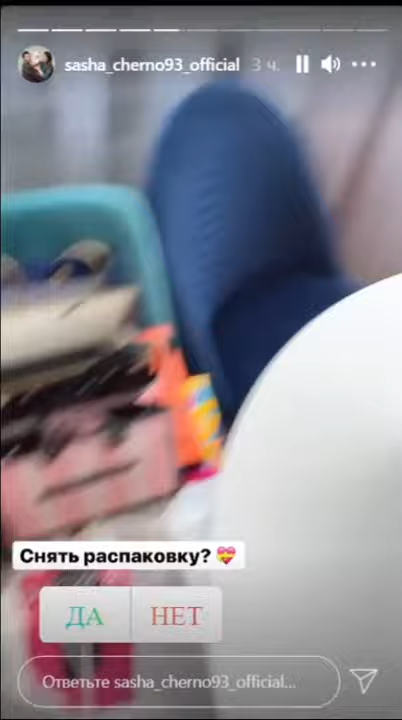 sasha_cherno93_official 3 ч.
Снять распаковку? 💝
ДА НЕТ
Ответьте sasha_cherno93_official...